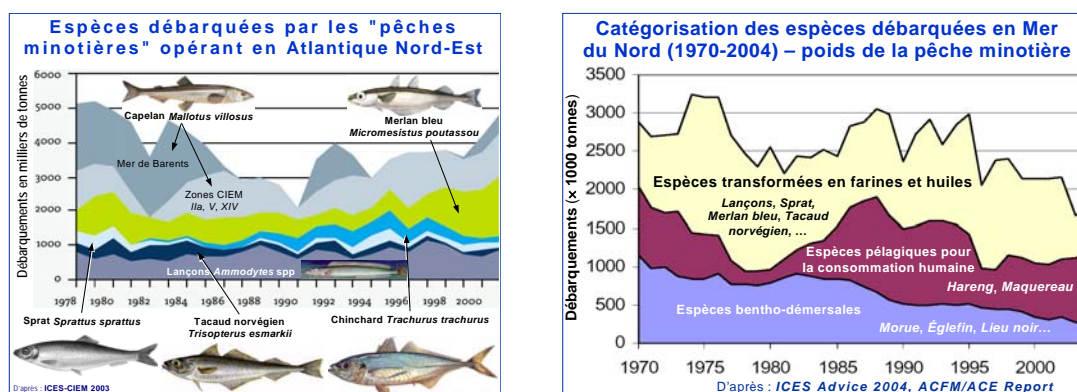 Espèces débarquées par les "pêches
minotières" opérant en Atlantique Nord-Est
Débarquements en milliers de tonnes
6000
5000
4000
3000
2000
1000
0
Capelan Mallotus villosus
Merlan bleu
Micromesistus poutassou
Mer de Barents
Zones CIEM
IIa, V, XIV
Lançons Ammodytes spp
1978 1980 1982 1984 1986 1988 1990 1992 1994 1996 1998 2000
Sprat Sprattus sprattus
Tacaud norvégien
Trisopterus esmarkii
Chinchard Trachurus trachurus
D'après : ICES-CIEM 2003
Catégorisation des espèces débarquées en Mer
du Nord (1970-2004) – poids de la pêche minotière
Débarquements (× 1000 tonnes)
3500
3000
2500
2000
1500
1000
500
0
Espèces transformées en farines et huiles
Lançons, Sprat,
Merlan bleu, Tacaud
norvégien, ...
Espèces pélagiques pour
la consommation humaine
Hareng, Maquereau
Espèces bentho-démersales
Morue, Églefin, Lieu noir...
1970 1975 1980 1985 1990 1995 2000
D'après : ICES Advice 2004, ACFM/ACE Report